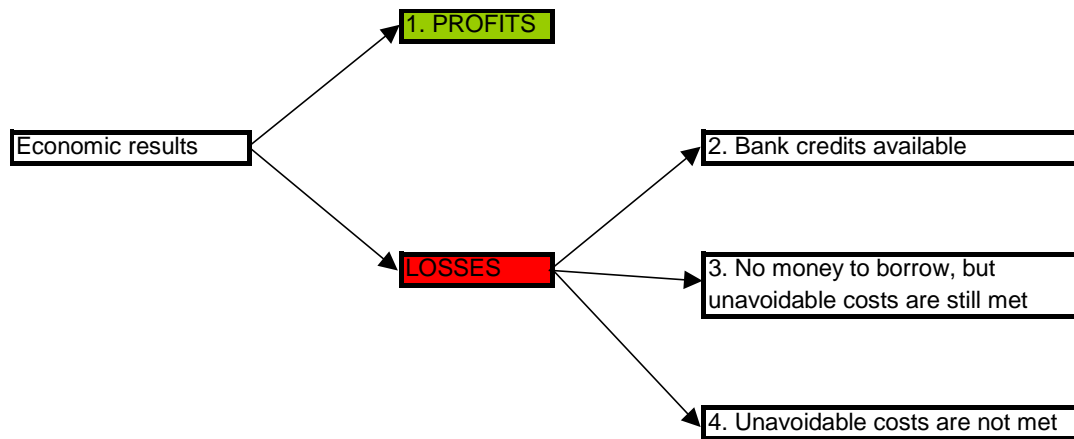 1. PROFITS
Economic results
2. Bank credits available
LOSSES
3. No money to borrow, but
unavoidable costs are still met
4. Unavoidable costs are not met